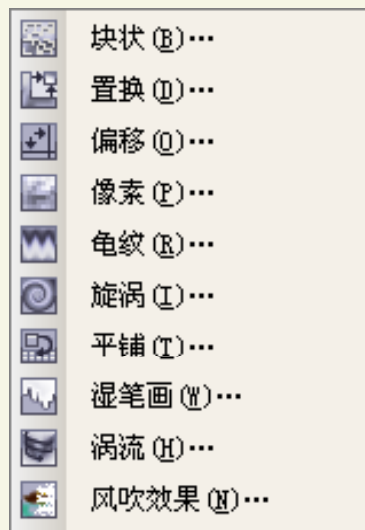 块状(B)…
置换(D)…
偏移(O)…
像素(P)…
龟纹(R)…
旋涡(I)…
平铺(T)…
湿笔画(W)…
涡流(H)…
风吹效果(N)…